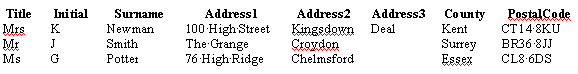 Title Initial Surname Address1 Address2 Address3 County PostalCode
Mrs K Newman 100·High·Street Kingsdown Deal Kent CT14·8KU
Mr J Smith The·Grange Croydon Surrey BR36·8JJ
Ms G Potter 76·High·Ridge Chelmsford Essex CL8·6DS